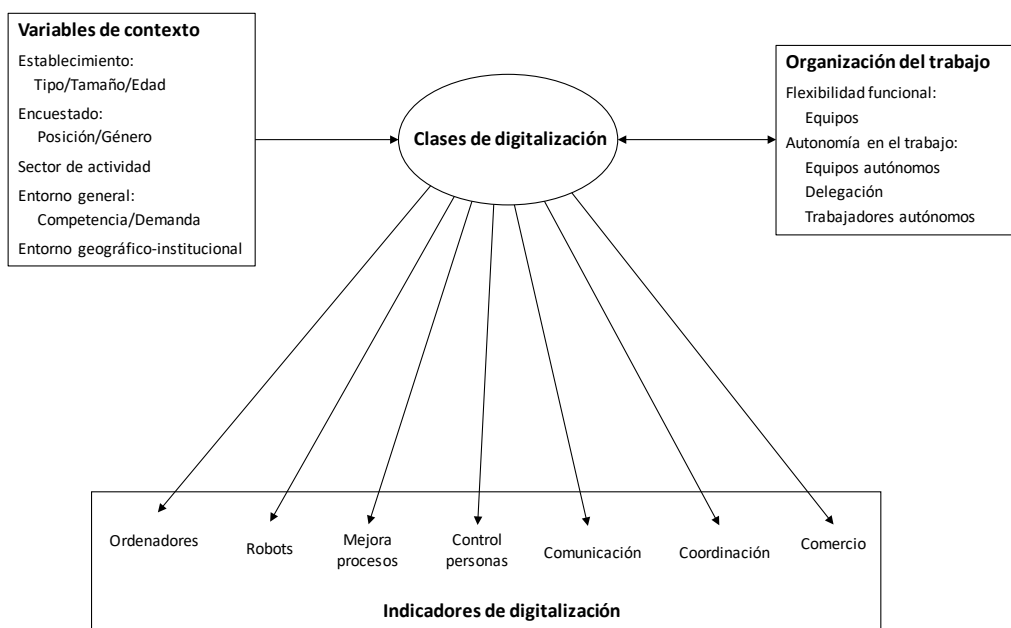 Variables de contexto
Establecimiento:
Tipo/Tamaño/Edad
Encuestado:
Posición/Género
Sector de actividad
Entorno general:
Competencia/Demanda
Entorno geográfico-institucional
Clases de digitalización
Organización del trabajo
Flexibilidad funcional:
Equipos
Autonomía en el trabajo:
Equipos autónomos
Delegación
Trabajadores autónomos
Ordenadores
Robots
Mejora
procesos
Control
personas
Comunicación
Coordinación
Comercio
Indicadores de digitalización